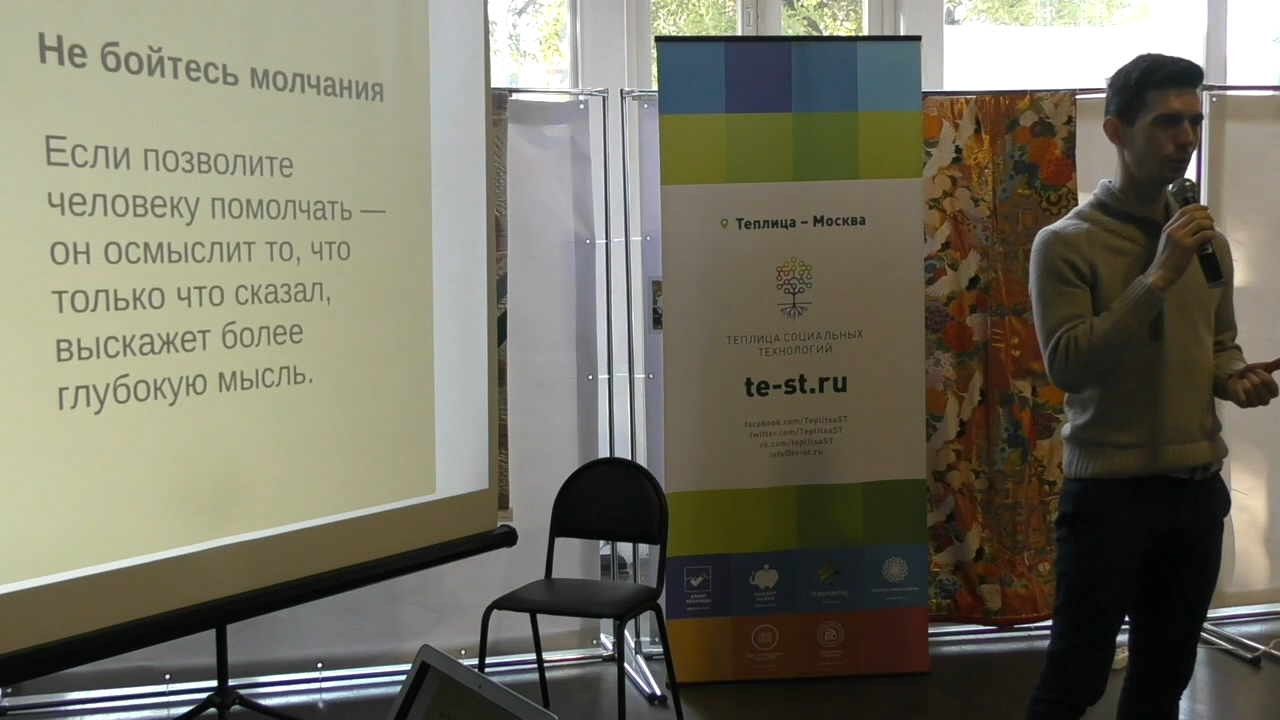 Не бойтесь молчания
Если позволите
человеку помолчать —
он осмыслит то, что
только что сказал,
выскажет более
глубокую мысль.
Теплица – Москва
ТЕПЛИЦА СОЦИАЛЬНЫХ
ТЕХНОЛОГИЙ
te-st.ru
facebook.com/TeplitsaST
twitter.com/TeplitsaST
vk.com/teplitsaST
info@te-st.ru